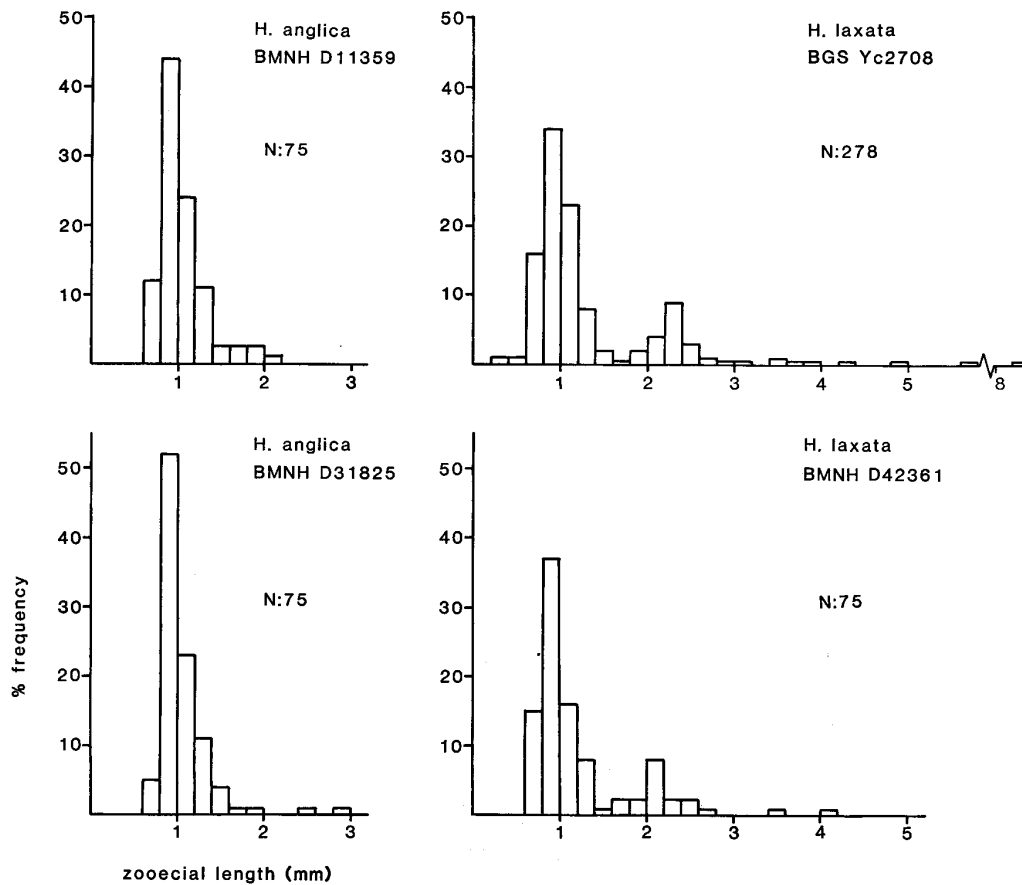 50
40
30
20
10
H. anglica
BMNH D11359
N:75
1 2 3
50
40
30
20
10
H. laxata
BGS Yc2708
N:278
1 2 3 4 5 8
50
40
30
20
10
H. anglica
BMNH D31825
N:75
1 2 3
% frequency
zooecial length (mm)
50
40
30
20
10
H. laxata
BMNH D42361
N:75
1 2 3 4 5